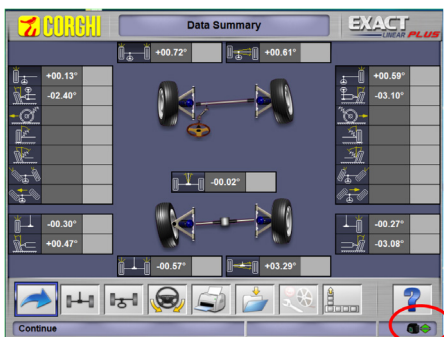 CORGHI
Data Summary
EXACT
LINEAR PLUS
+00.72° +00.61°
+00.13° +00.59°
-02.40° -03.10°
-00.02°
-00.30° -00.27°
+00.47° -03.08°
-00.57° +03.29°
?
Continue